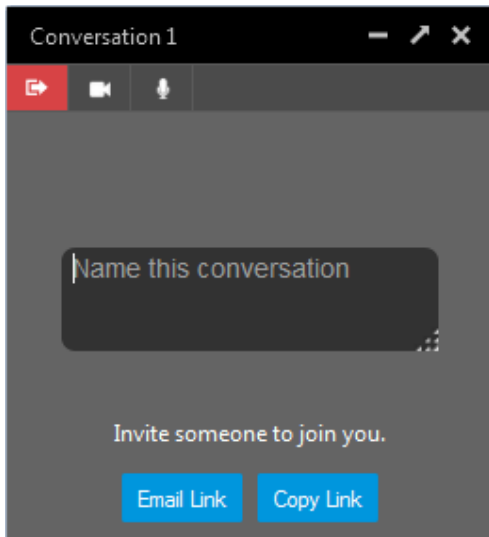 Conversation 1
Name this conversation
Invite someone to join you.
Email Link
Copy Link